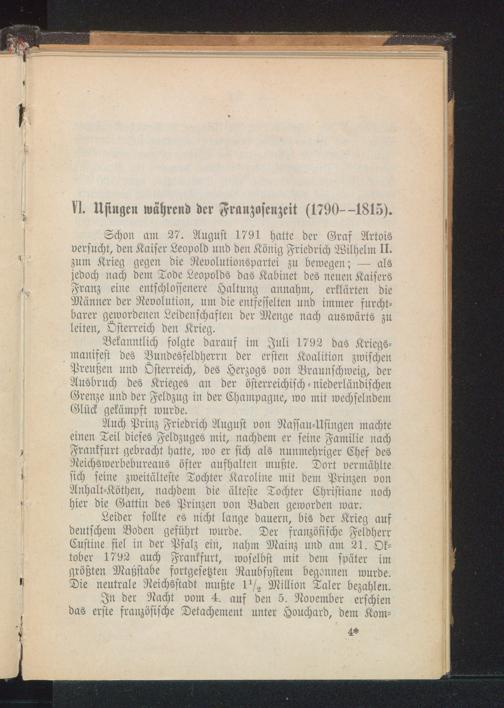 VI. Usingen während der Franzosenzeit (1790--1815).
Schon am 27. August 1791 hatte der Graf Artois
versucht, den Kaiser Leopold und den König Friedrich Wilhelm II.
zum Krieg gegen die Revolutionspartei zu bewegen; — als
jedoch nach dem Tode Leopolds das Kabinet des neuen Kaisers
Franz eine entschlossenere Haltung annahm, erklärten die
Männer der Revolution, um die entfesselten und immer furcht-
barer gewordenen Leidenschaften der Menge nach auswärts zu
leiten, Österreich den Krieg.
Bekanntlich folgte darauf im Juli 1792 das Kriegs-
manifest des Bundesfeldherrn der ersten Koalition zwischen
Preußen und Österreich, des Herzogs von Braunschweig, der
Ausbruch des Krieges an der österreichisch-niederländischen
Grenze und der Feldzug in der Champagne, wo mit wechselndem
Glück gekämpft wurde.
Auch Prinz Friedrich August von Nassau-Usingen machte
einen Teil dieses Feldzuges mit, nachdem er seine Familie nach
Frankfurt gebracht hatte, wo er sich als nunmehriger Chef des
Reichswerbebureaus öfter aufhalten mußte. Dort vermählte
sich seine zweitälteste Tochter Karoline mit dem Prinzen von
Anhalt-Köthen, nachdem die älteste Tochter Christiane noch
hier die Gattin des Prinzen von Baden geworden war.
Leider sollte es nicht lange dauern, bis der Krieg auf
deutschem Boden geführt wurde. Der französische Feldherr
Custine fiel in der Pfalz ein, nahm Mainz und am 21. Ok-
tober 1792 auch Frankfurt, woselbst mit dem später im
größten Maßstabe fortgesetzten Raubsystem begonnen wurde.
Die neutrale Reichsstadt mußte 1 1/2 Million Taler bezahlen.
In der Nacht vom 4. auf den 5. November erschien
das erste französische Detachement unter Houchard, dem Kom-
4*